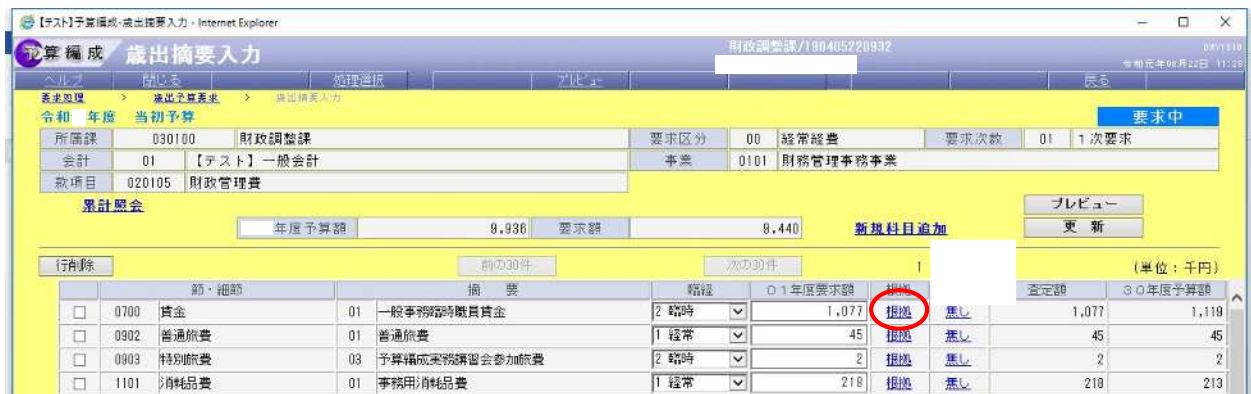 【テスト】予算編成-歳出摘要入力 - Internet Explorer
予算編成 歳出摘要入力 財政調整課/190405220932
令和元年08月22日 11:28
ヘルプ 閉じる 処理選択 プレビュー 戻る
要求処理 > 歳出予算要求 > 歳出摘要入力
令和 年度 当初予算 要求中
所属課 030100 財政調整課 要求区分 00 経常経費 要求次数 01 1次要求
会計 01 【テスト】一般会計 事業 0101 財務管理事務事業
款項目 020105 財政管理費
累計照会 プレビュー
年度予算額 9,936 要求額 9,440 新規科目追加 更 新
行削除 前の30件 次の30件 1 (単位:千円)
節・細節 摘 要 臨経 01年度要求額 根拠 査定額 30年度予算額
0700 賃金 01 一般事務臨時職員賃金 2 臨時 1,077 根拠 無し 1,077 1,119
0902 普通旅費 01 普通旅費 1 経常 45 根拠 無し 45 45
0903 特別旅費 03 予算編成実務講習会参加旅費 2 臨時 2 根拠 無し 2 2
1101 消耗品費 01 事務用消耗品費 1 経常 218 根拠 無し 218 213